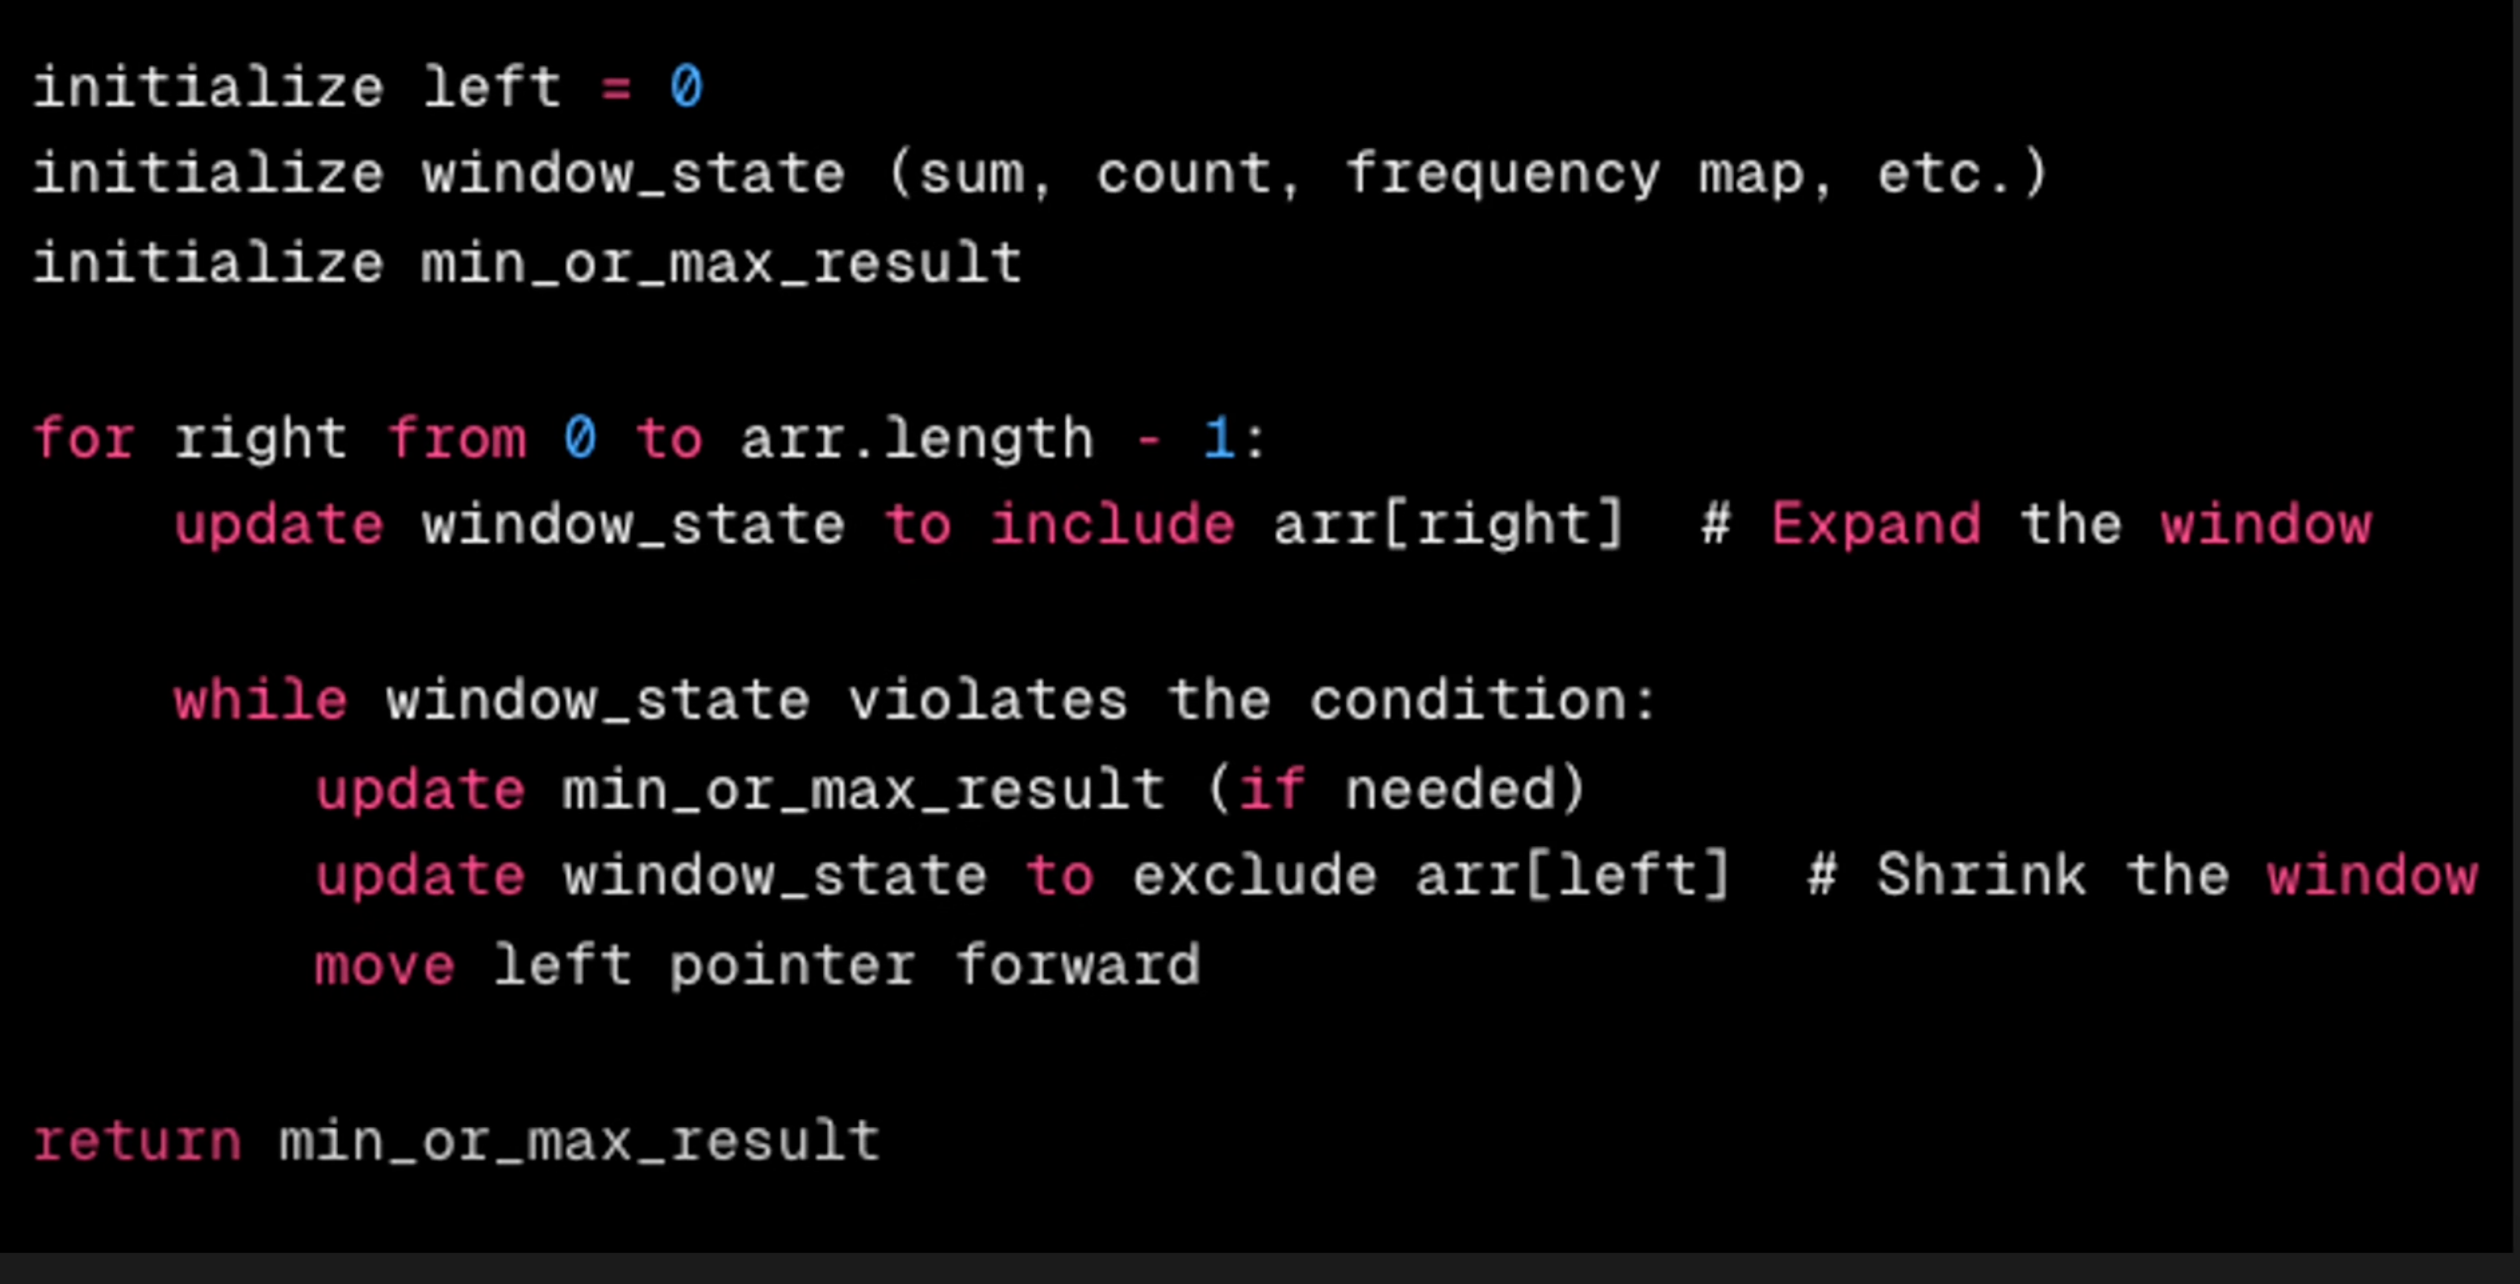 initialize left = 0
initialize window_state (sum, count, frequency map, etc.)
initialize min_or_max_result
for right from 0 to arr.length - 1:
update window_state to include arr[right]  # Expand the window
while window_state violates the condition:
update min_or_max_result (if needed)
update window_state to exclude arr[left]  # Shrink the window
move left pointer forward
return min_or_max_result